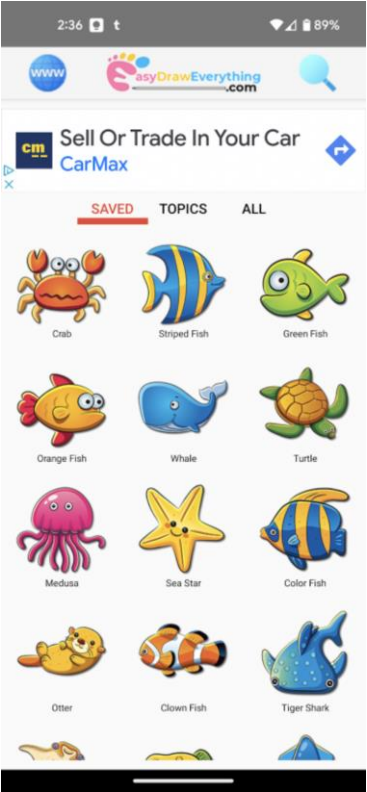 2:36 t 89%
www
EasyDrawEverything
.com
cm
Sell Or Trade In Your Car
CarMax
SAVED TOPICS ALL
Crab Striped Fish Green Fish
Orange Fish Whale Turtle
Medusa Sea Star Color Fish
Otter Clown Fish Tiger Shark